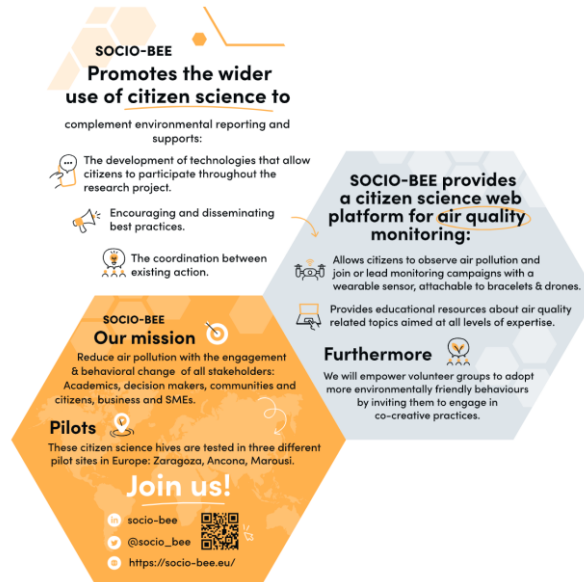 SOCIO-BEE
Promotes the wider
use of citizen science to
complement environmental reporting and
supports:
The development of technologies that allow
citizens to participate throughout the
research project.
Encouraging and disseminating
best practices.
The coordination between
existing action.
SOCIO-BEE provides
a citizen science web
platform for air quality
monitoring:
Allows citizens to observe air pollution and
join or lead monitoring campaigns with a
wearable sensor, attachable to bracelets & drones.
Provides educational resources about air quality
related topics aimed at all levels of expertise.
Furthermore
We will empower volunteer groups to adopt
more environmentally friendly behaviours
by inviting them to engage in
co-creative practices.
SOCIO-BEE
Our mission
Reduce air pollution with the engagement
& behavioral change of all stakeholders:
Academics, decision makers, communities and
citizens, business and SMEs.
Pilots
These citizen science hives are tested in three different
pilot sites in Europe: Zaragoza, Ancona, Marousi.
Join us!
socio-bee
@socio_bee
https://socio-bee.eu/